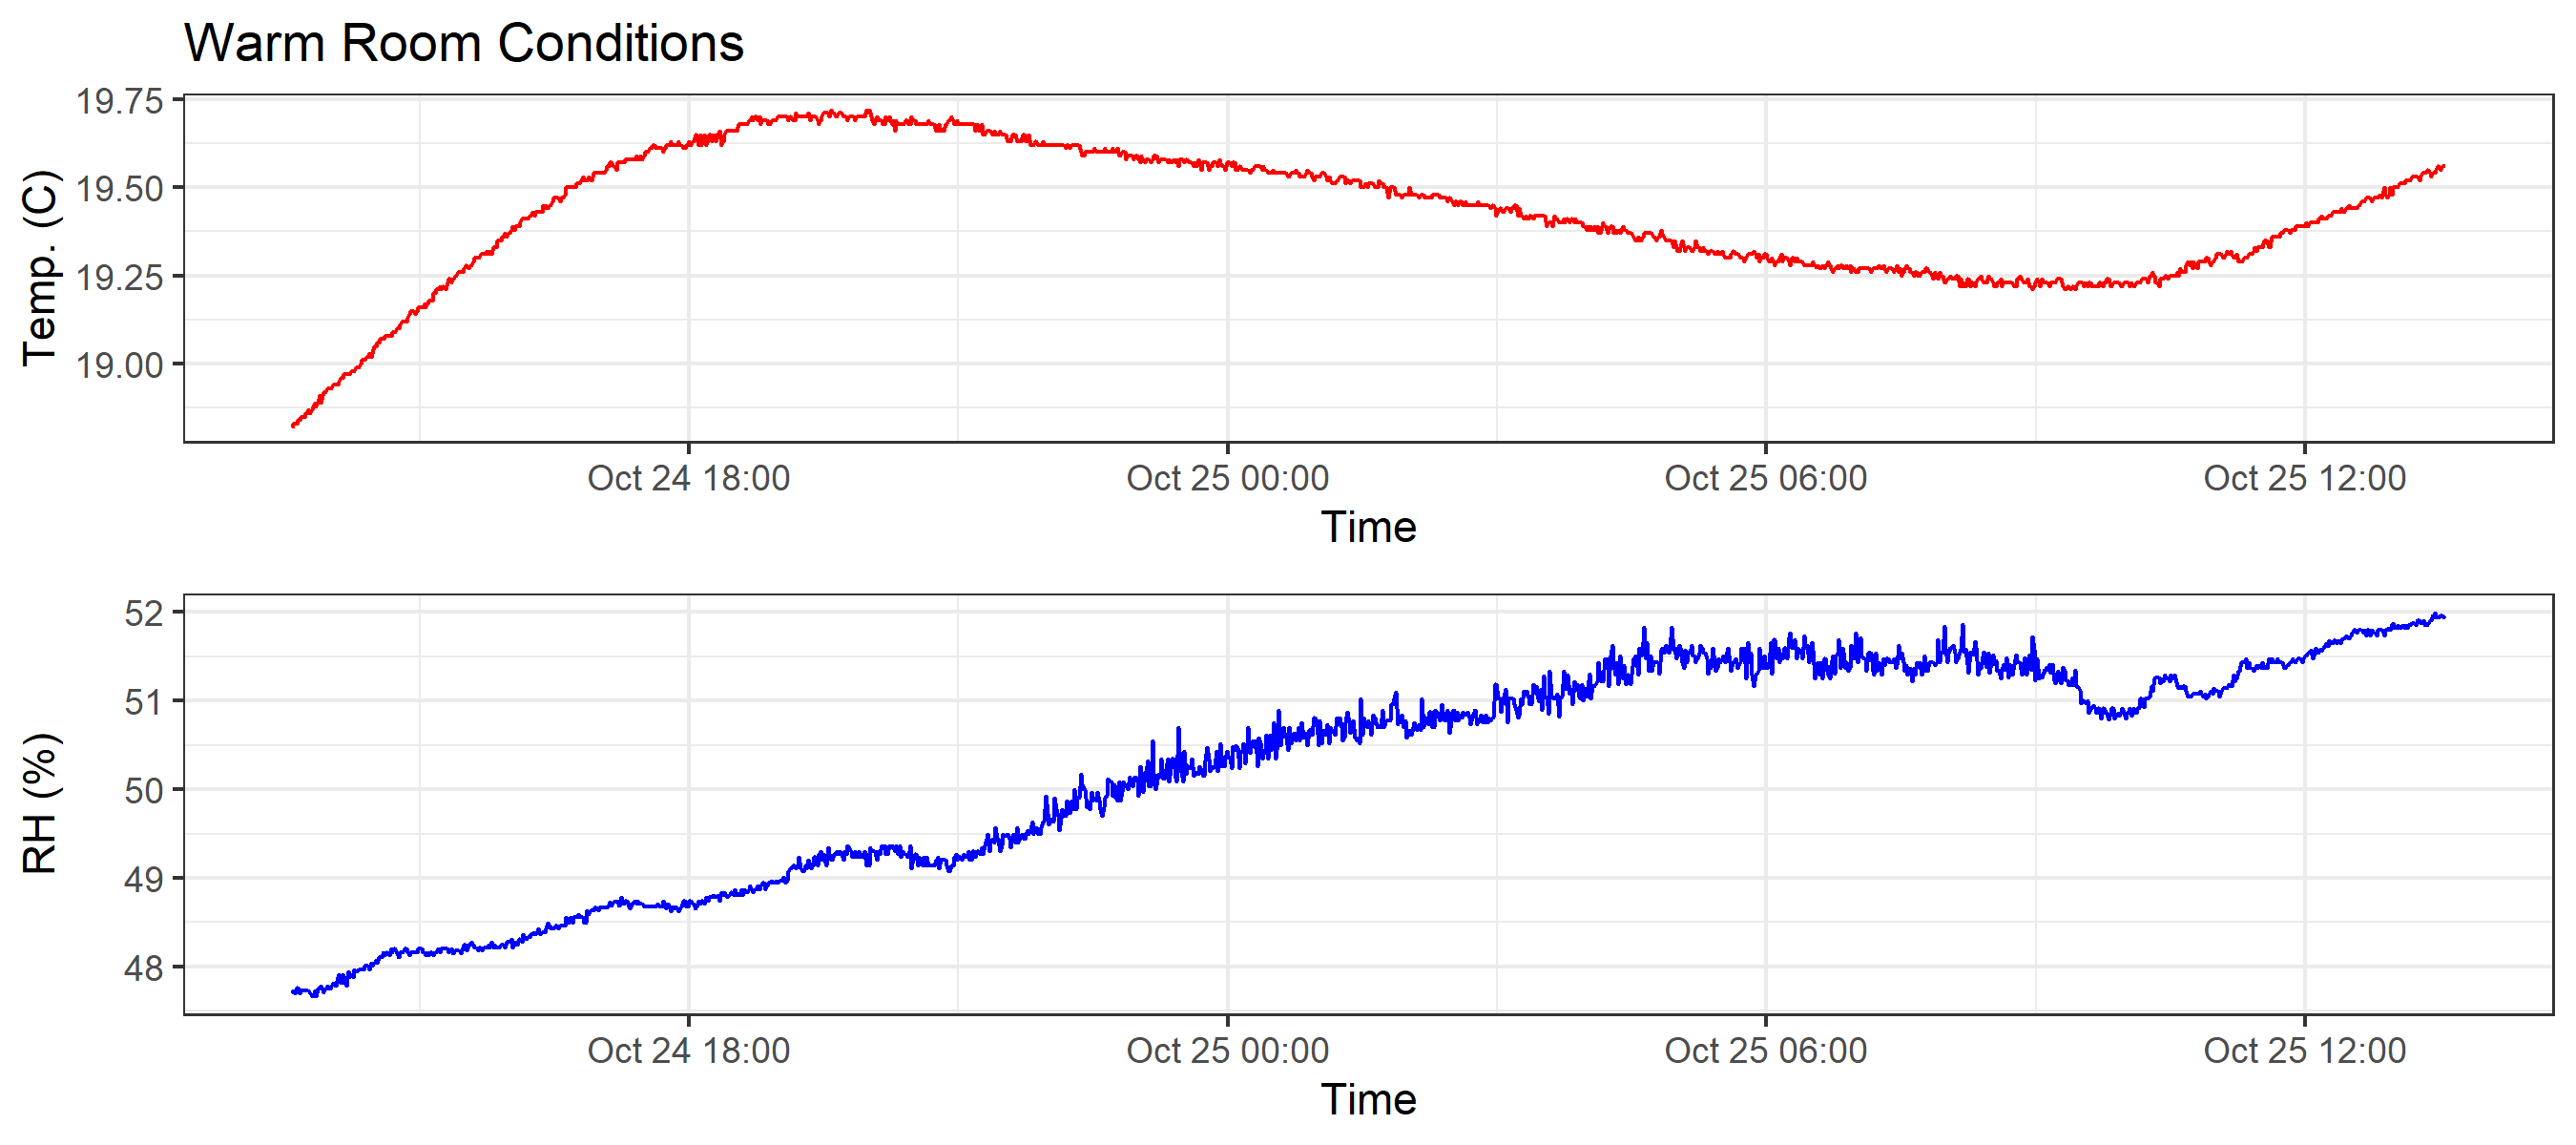 Warm Room Conditions
Temp. (C)
19.75
19.50
19.25
19.00
Oct 24 18:00 Oct 25 00:00 Oct 25 06:00 Oct 25 12:00
Time
RH (%)
52
51
50
49
48
Oct 24 18:00 Oct 25 00:00 Oct 25 06:00 Oct 25 12:00
Time